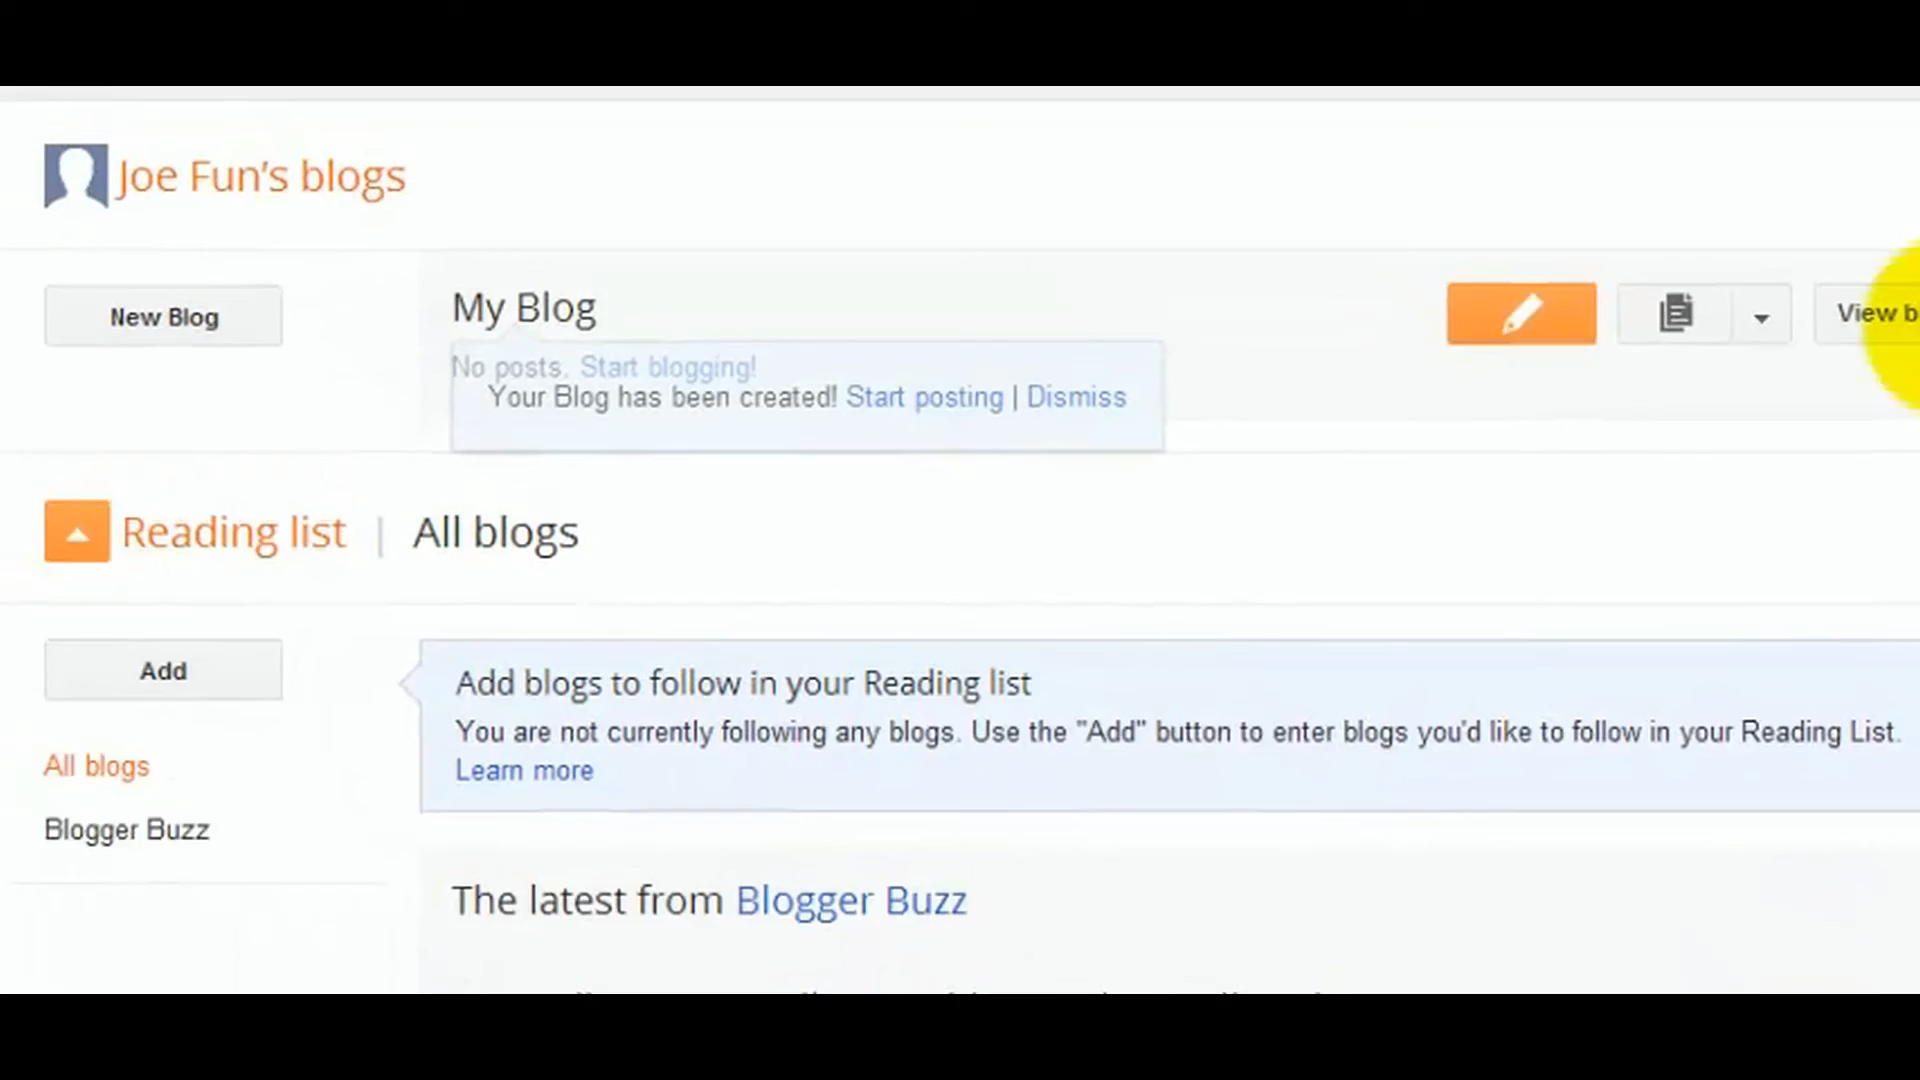 Joe Fun's blogs
New Blog
My Blog
View b
No posts. Start blogging!
Your Blog has been created! Start posting | Dismiss
Reading list | All blogs
Add
Add blogs to follow in your Reading list
You are not currently following any blogs. Use the "Add" button to enter blogs you'd like to follow in your Reading List.
Learn more
All blogs
Blogger Buzz
The latest from Blogger Buzz